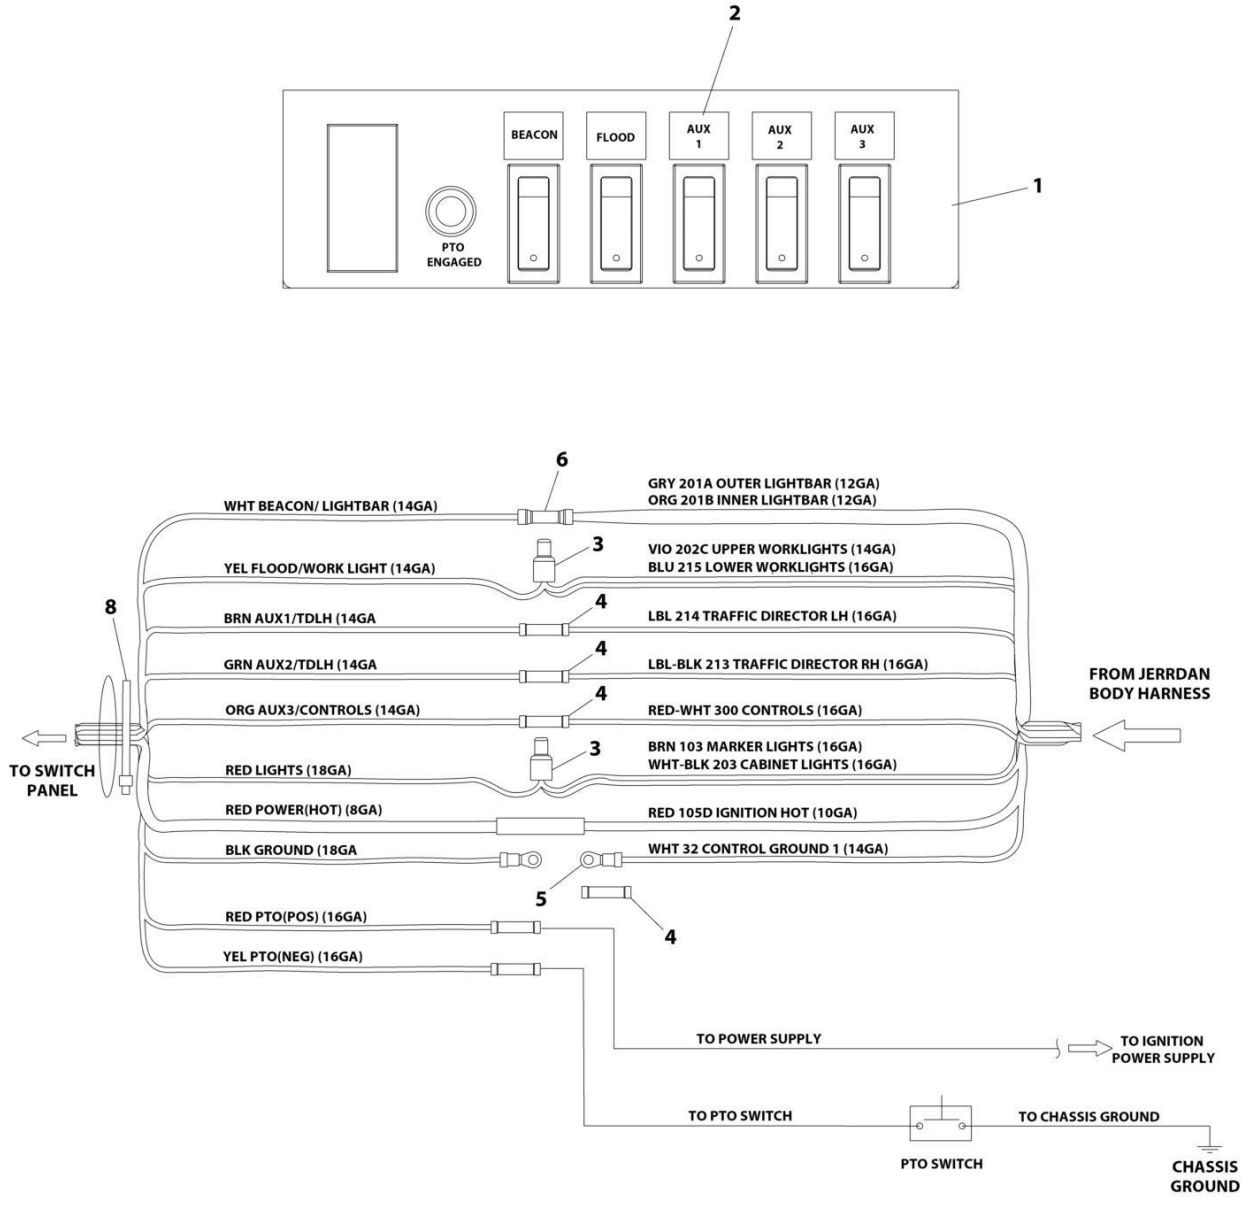 2
BEACON
FLOOD
AUX
1
AUX
2
AUX
3
1
PTO
ENGAGED
6
GRY 201A OUTER LIGHTBAR (12GA)
WHT BEACON/ LIGHTBAR (14GA)
ORG 201B INNER LIGHTBAR (12GA)
3
VIO 202C UPPER WORKLIGHTS (14GA)
YEL FLOOD/WORK LIGHT (14GA)
BLU 215 LOWER WORKLIGHTS (16GA)
8
4
BRN AUX1/TDLH (14GA
LBL 214 TRAFFIC DIRECTOR LH (16GA)
4
GRN AUX2/TDLH (14GA
LBL-BLK 213 TRAFFIC DIRECTOR RH (16GA)
FROM JERRDAN
BODY HARNESS
4
ORG AUX3/CONTROLS (14GA)
RED-WHT 300 CONTROLS (16GA)
3
BRN 103 MARKER LIGHTS (16GA)
WHT-BLK 203 CABINET LIGHTS (16GA)
TO SWITCH
PANEL
RED LIGHTS (18GA)
RED POWER(HOT) (8GA)
RED 105D IGNITION HOT (10GA)
BLK GROUND (18GA
WHT 32 CONTROL GROUND 1 (14GA)
5
4
RED PTO(POS) (16GA)
YEL PTO(NEG) (16GA)
TO POWER SUPPLY
TO IGNITION
POWER SUPPLY
TO PTO SWITCH
TO CHASSIS GROUND
PTO SWITCH
CHASSIS
GROUND